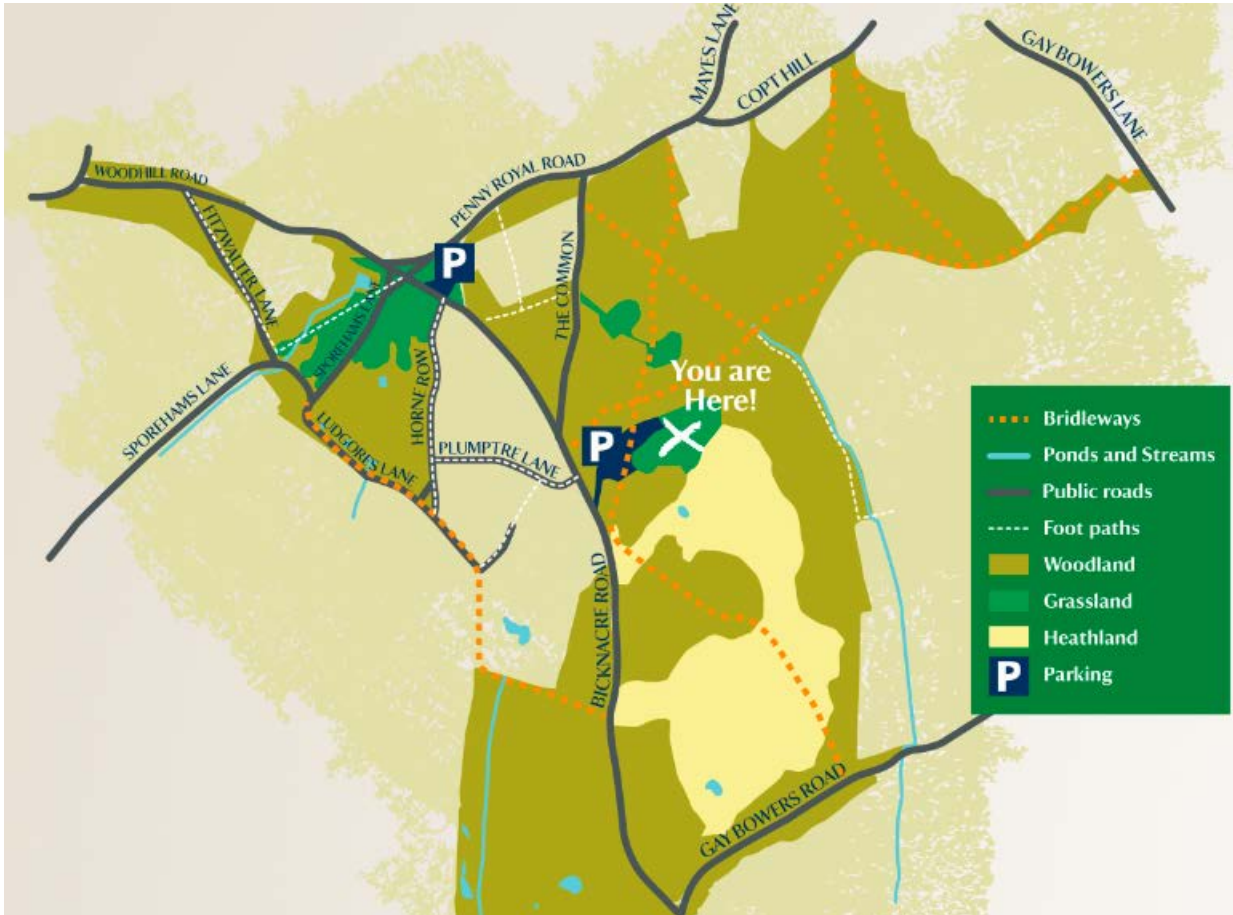 MAYES LANE
COPT HILL
GAY BOWERS LANE
WOODHILL ROAD
PENNY ROYAL ROAD
FITZWALTER LANE
P
THE COMMON
SPOREHAMS LANE
SPOREHAMS LANE
HORNE ROW
You are
Here!
LUDGORES LANE
PLUMPTRE LANE
P
BICKNACRE ROAD
GAY BOWERS ROAD
Bridleways
Ponds and Streams
Public roads
Foot paths
Woodland
Grassland
Heathland
P Parking